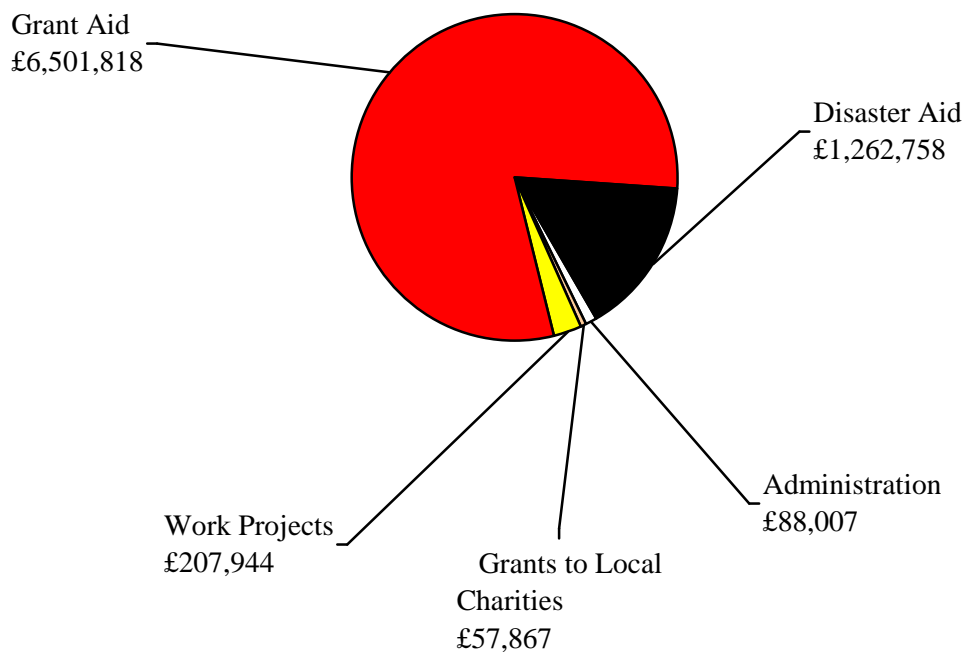 Grant Aid
£6,501,818
Disaster Aid
£1,262,758
Administration
£88,007
Work Projects
£207,944
Grants to Local
Charities
£57,867